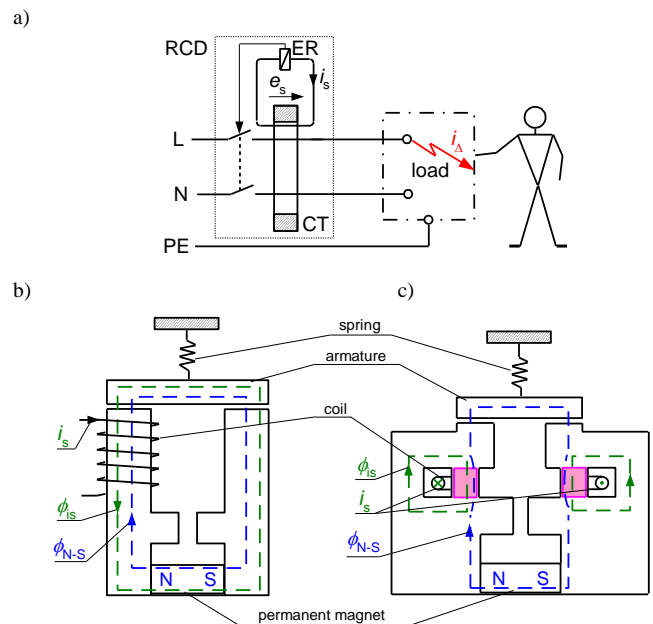 a)
RCD ER
e_s i_s
L
i_Δ
load
N
CT
PE
b) c)
spring
armature
coil
i_s
ϕ_is
i_s
ϕ_is
ϕ_N-S
ϕ_N-S
N S
N S
permanent magnet